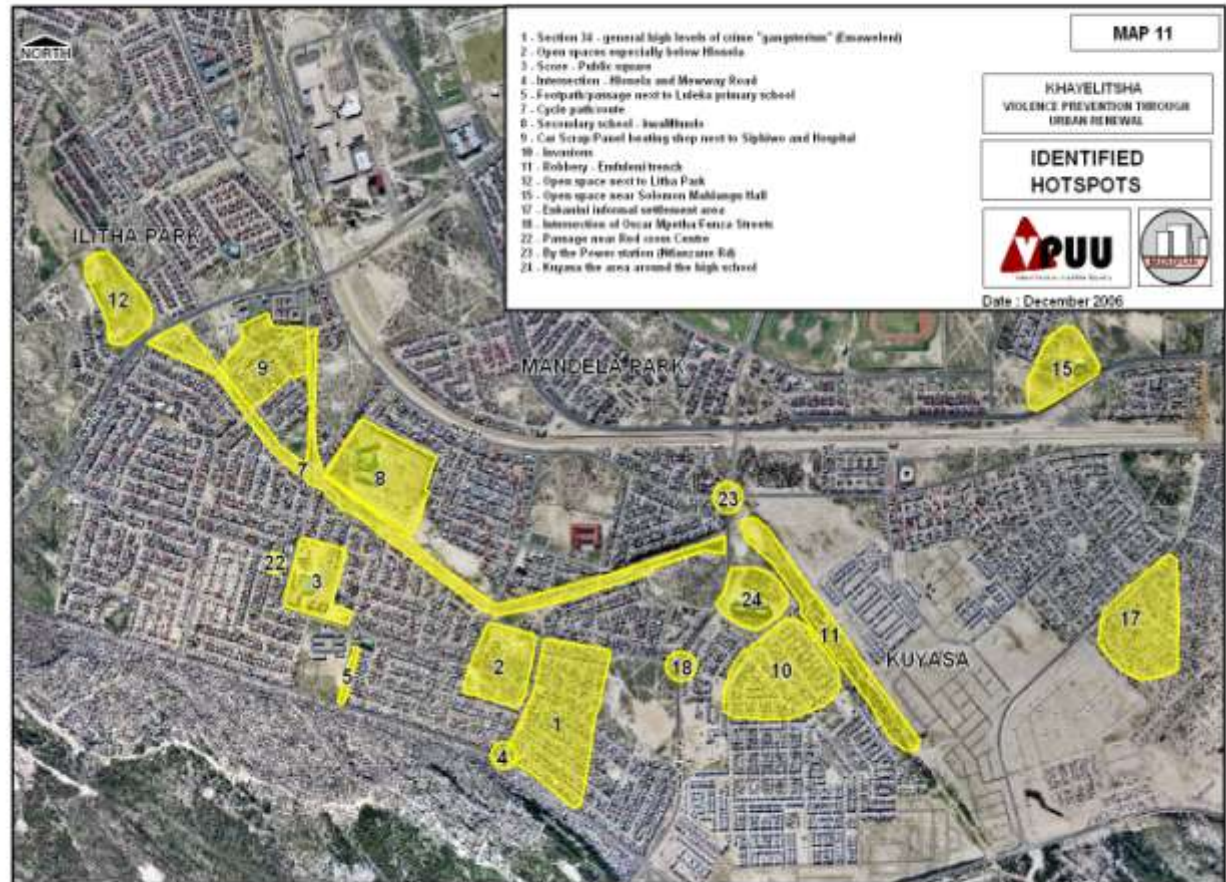 NORTH
1 - Section 34 - general high levels of crime "gangsterism" (Emaweleni)
2 - Open spaces especially below Hlosela
3 - Score - Public square
4 - Intersection - Hlosela and Mewway Road
5 - Footpath/passage next to Luleka primary school
7 - Cycle path/route
8 - Secondary school -
9 - Car Scrap/Panel beating shop next to Siphiwo and Hospital
10 - Invasions
11 - Robbery - Emfuleni trench
12 - Open space next to Litha Park
15 - Open space near Solomon Mahlangu Hall
17 - Enkanini informal settlement area
18 - Intersection of Oscar Mpetha Fenza Streets
22 - Passage near Red cross Centre
23 - By the Power station (Ntlanzane Rd)
24 - Kuyasa the area around the high school
MAP 11
KHAYELITSHA
VIOLENCE PREVENTION THROUGH
URBAN RENEWAL
IDENTIFIED
HOTSPOTS
VPUU
Date : December 2006
ILITHA PARK
12
MANDELA PARK
9
15
7
8
23
22
3
24
11
17
2
18
10
KUYASA
5
1
4